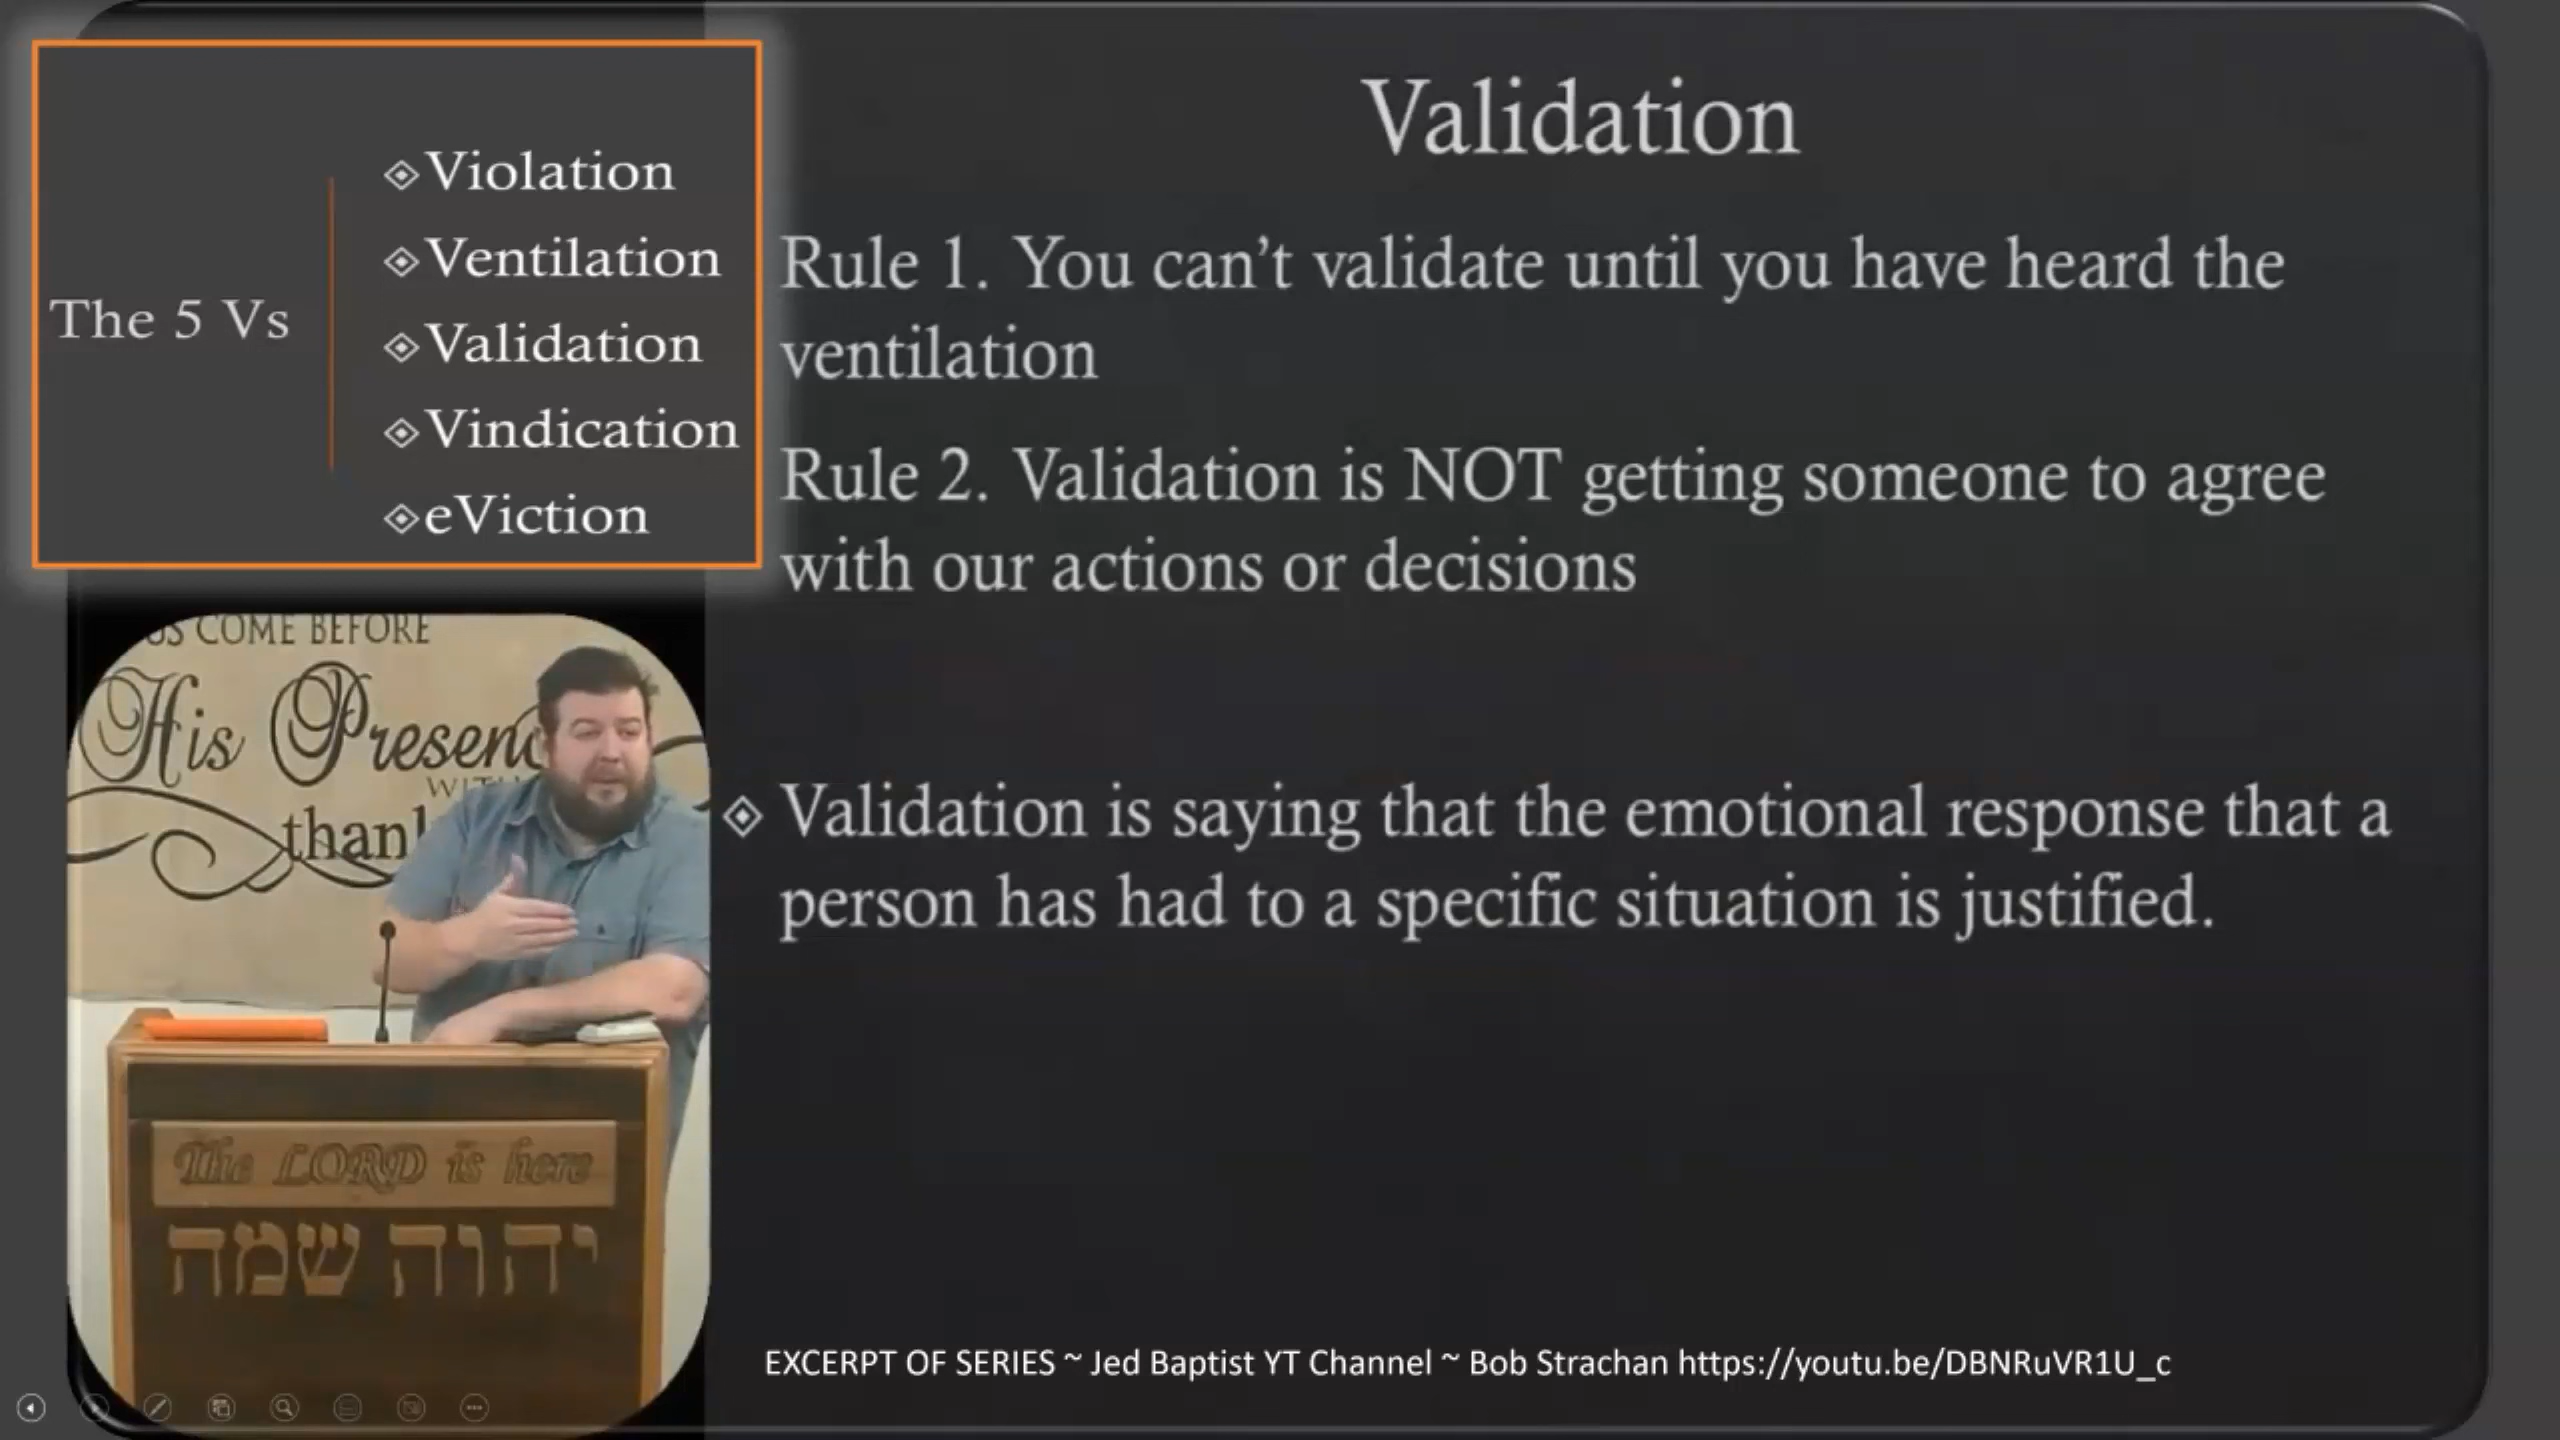 The 5 Vs
Violation
Ventilation
Validation
Vindication
eViction
Validation
Rule 1. You can't validate until you have heard the
ventilation
Rule 2. Validation is NOT getting someone to agree
with our actions or decisions
Validation is saying that the emotional response that a
person has had to a specific situation is justified.
US COME BEFORE
His Presenc
WITH
than
The LORD is here
יהוה שמה
EXCERPT OF SERIES ~ Jed Baptist YT Channel ~ Bob Strachan https://youtu.be/DBNRuVR1U_c